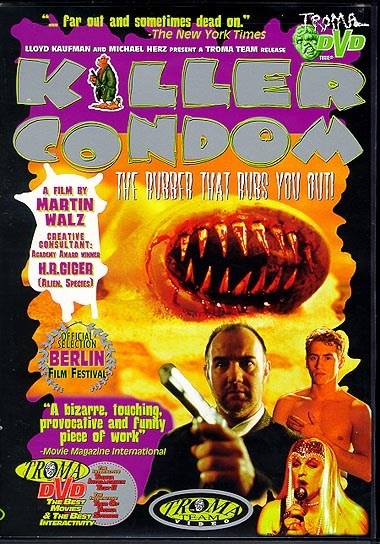 "... far out and sometimes dead on."
-The New York Times
TROMA
DVD
LLOYD KAUFMAN AND MICHAEL HERZ PRESENT A TROMA TEAM RELEASE
KILLER
CONDOM
THE RUBBER THAT RUBS YOU OUT!
A FILM BY
MARTIN
WALZ
CREATIVE
CONSULTANT:
ACADEMY AWARD WINNER
H.R.GIGER
(ALIEN, SPECIES)
OFFICIAL
SELECTION
BERLIN
FILM FESTIVAL
"A bizarre, touching,
provocative and funny
piece of work"
-Movie Magazine International
TROMA
DVD
THE BEST
MOVIES
& THE BEST
INTERACTIVITY
TROMA
TEAM
VIDEO